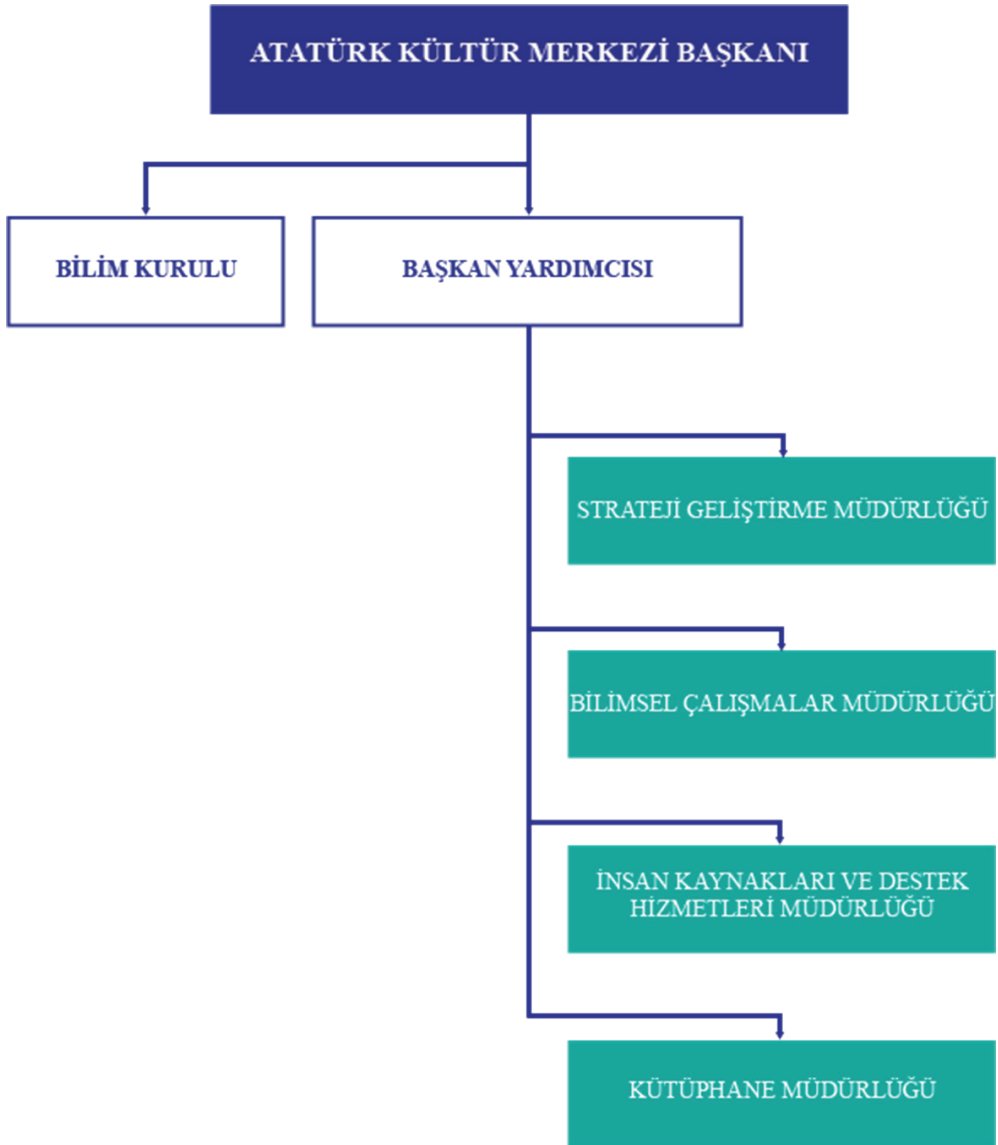 ATATÜRK KÜLTÜR MERKEZİ BAŞKANI
BİLİM KURULU
BAŞKAN YARDIMCISI
STRATEJİ GELİŞTİRME MÜDÜRLÜĞÜ
BİLİMSEL ÇALIŞMALAR MÜDÜRLÜĞÜ
İNSAN KAYNAKLARI VE DESTEK
HİZMETLERİ MÜDÜRLÜĞÜ
KÜTÜPHANE MÜDÜRLÜĞÜ